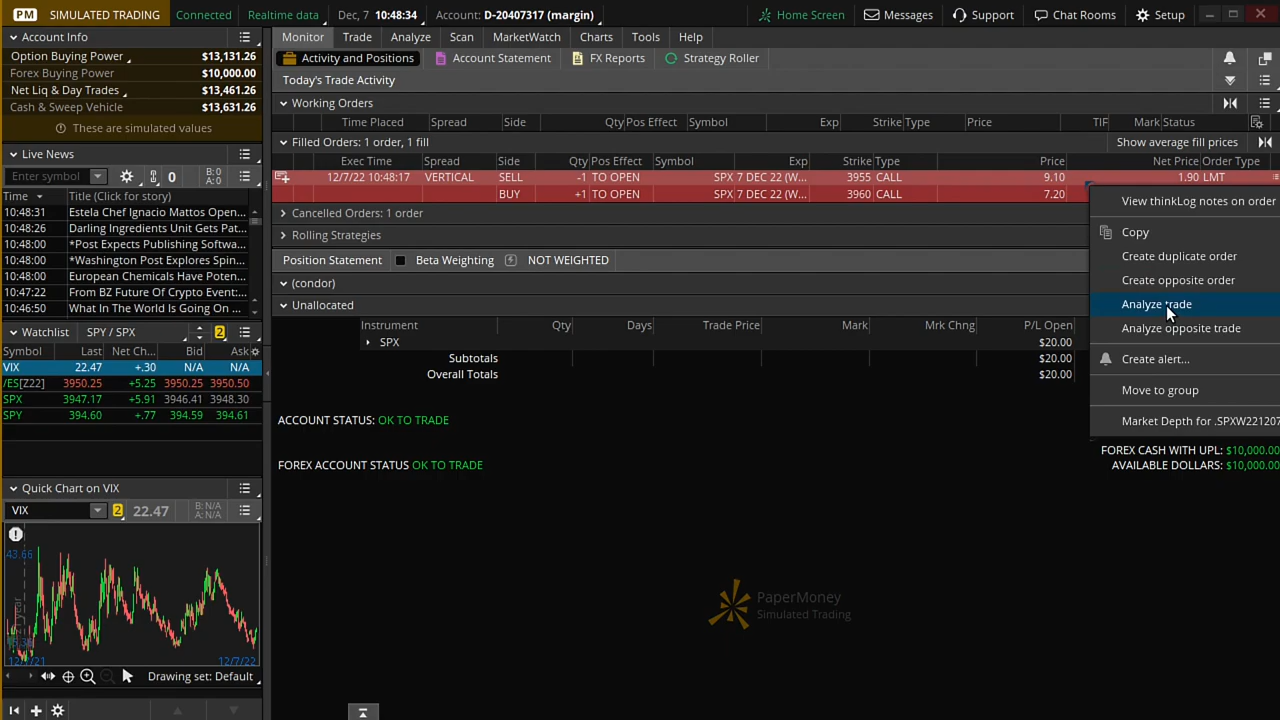 PM SIMULATED TRADING Connected Realtime data Dec, 7 10:48:34 Account: D-20407317 (margin) Home Screen Messages Support Chat Rooms Setup
Account Info
Option Buying Power $13,131.26
Forex Buying Power $10,000.00
Net Liq & Day Trades $13,461.26
Cash & Sweep Vehicle $13,631.26
These are simulated values
Live News
Enter symbol 0 B: 0 A: 0
Time Title (Click for story)
10:48:31 Estela Chef Ignacio Mattos Open...
10:48:26 Darling Ingredients Unit Gets Pat...
10:48:00 *Post Expects Publishing Softwa...
10:48:00 *Washington Post Explores Spin...
10:48:00 European Chemicals Have Poten...
10:47:22 From BZ Future Of Crypto Event:...
10:46:50 What In The World Is Going On ...
Watchlist SPY / SPX 2
Symbol Last Net Ch... Bid Ask
VIX 22.47 +.30 N/A N/A
/ES[Z22] 3950.25 +5.25 3950.25 3950.50
SPX 3947.17 +5.91 3946.41 3948.30
SPY 394.60 +.77 394.59 394.61
Quick Chart on VIX
VIX 2 22.47 B: N/A A: N/A
43.66
year
12/7/21 12/7/22
Drawing set: Default
Monitor Trade Analyze Scan MarketWatch Charts Tools Help
Activity and Positions Account Statement FX Reports Strategy Roller
Today's Trade Activity
Working Orders
Time Placed Spread Side Qty Pos Effect Symbol Exp Strike Type Price TIF Mark Status
Filled Orders: 1 order, 1 fill Show average fill prices
Exec Time Spread Side Qty Pos Effect Symbol Exp Strike Type Price Net Price Order Type
12/7/22 10:48:17 VERTICAL SELL -1 TO OPEN SPX 7 DEC 22 (W... 3955 CALL 9.10 1.90 LMT
BUY +1 TO OPEN SPX 7 DEC 22 (W... 3960 CALL 7.20
Cancelled Orders: 1 order
Rolling Strategies
Position Statement Beta Weighting NOT WEIGHTED
(condor)
Unallocated
Instrument Qty Days Trade Price Mark Mrk Chng P/L Open
SPX $20.00
Subtotals $20.00
Overall Totals $20.00
ACCOUNT STATUS: OK TO TRADE
FOREX ACCOUNT STATUS OK TO TRADE
View thinkLog notes on order
Copy
Create duplicate order
Create opposite order
Analyze trade
Analyze opposite trade
Create alert...
Move to group
Market Depth for .SPXW221207
FOREX CASH WITH UPL: $10,000.00
AVAILABLE DOLLARS: $10,000.00
PaperMoney
Simulated Trading